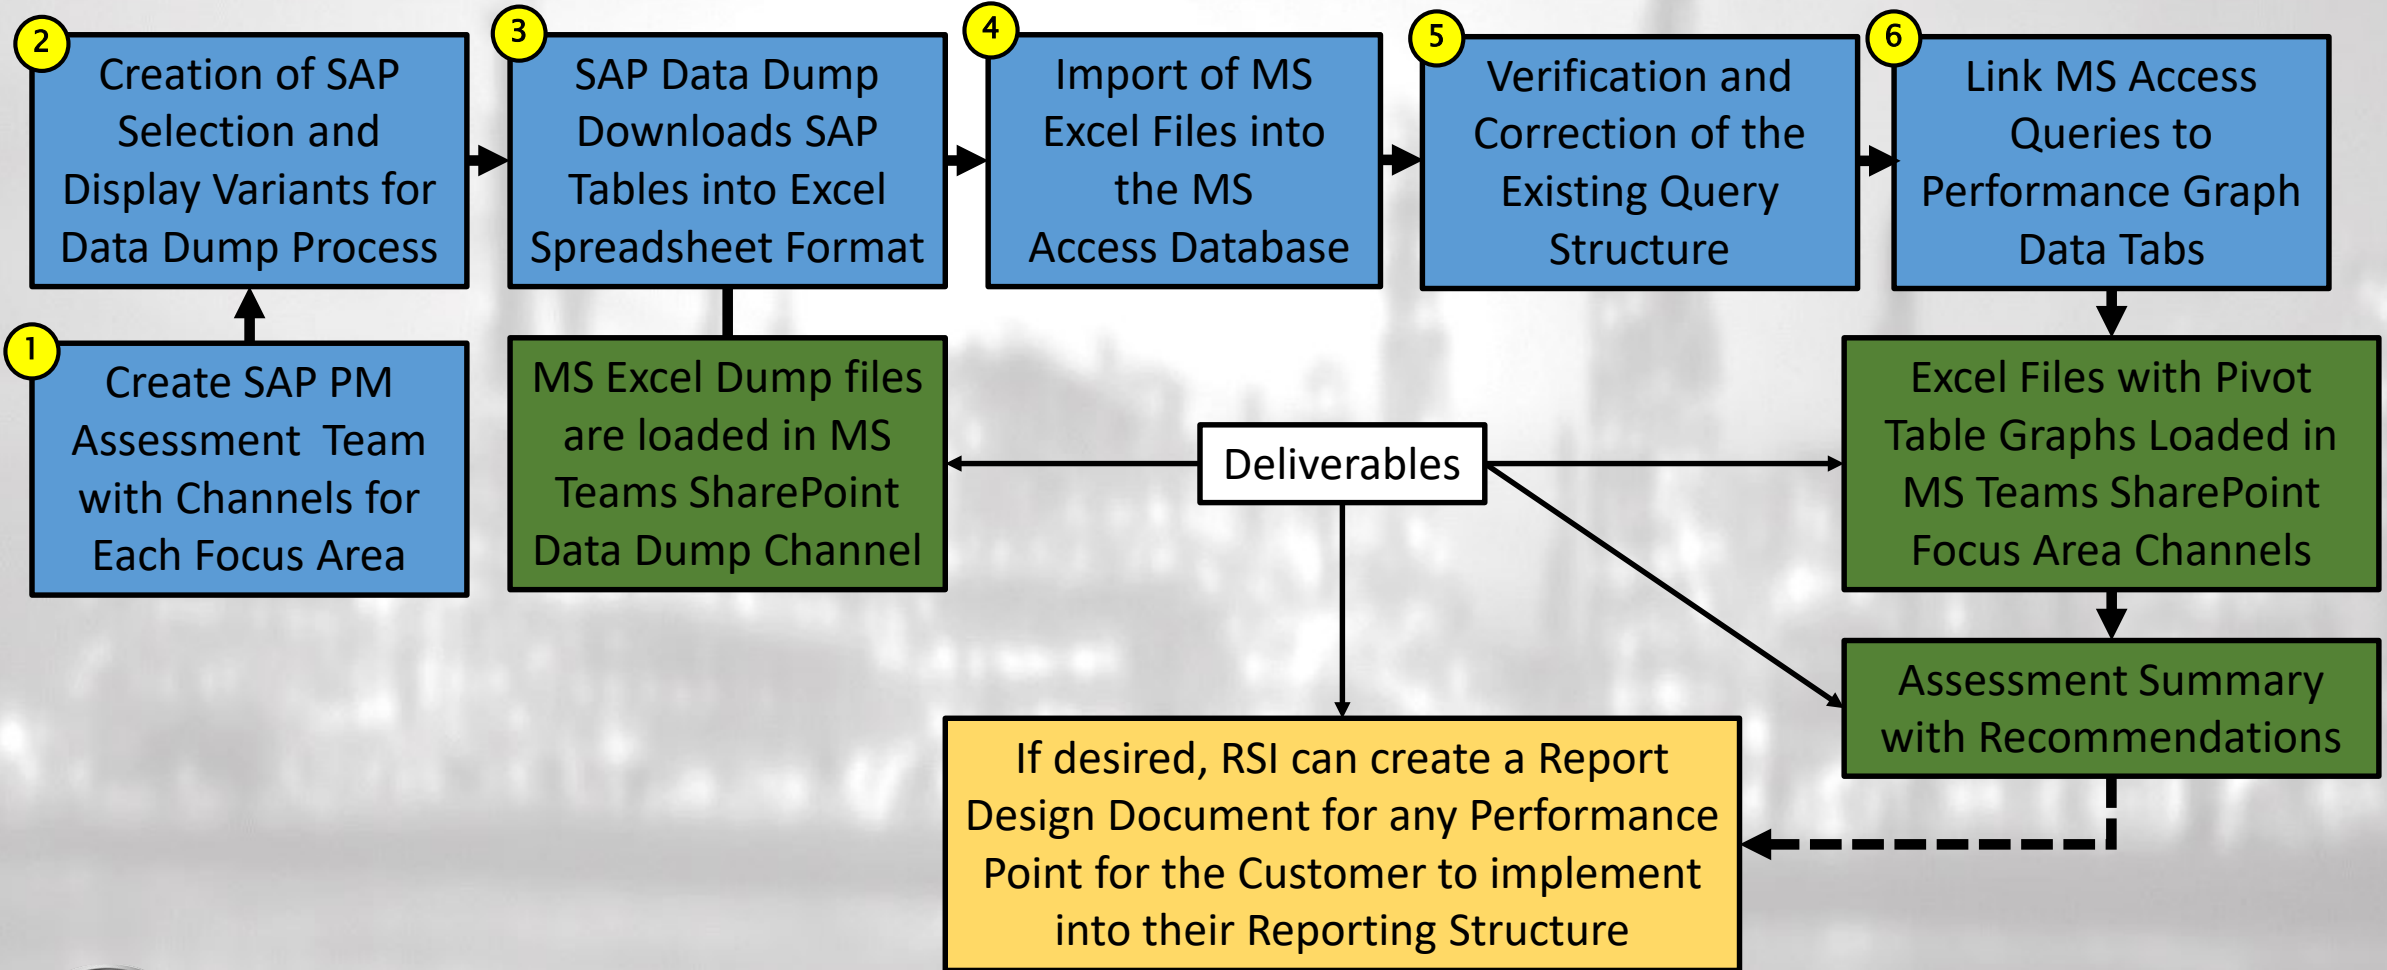 2
Creation of SAP
Selection and
Display Variants for
Data Dump Process
3
SAP Data Dump
Downloads SAP
Tables into Excel
Spreadsheet Format
4
Import of MS
Excel Files into
the MS
Access Database
5
Verification and
Correction of the
Existing Query
Structure
6
Link MS Access
Queries to
Performance Graph
Data Tabs
1
Create SAP PM
Assessment Team
with Channels for
Each Focus Area
MS Excel Dump files
are loaded in MS
Teams SharePoint
Data Dump Channel
Deliverables
Excel Files with Pivot
Table Graphs Loaded in
MS Teams SharePoint
Focus Area Channels
Assessment Summary
with Recommendations
If desired, RSI can create a Report
Design Document for any Performance
Point for the Customer to implement
into their Reporting Structure